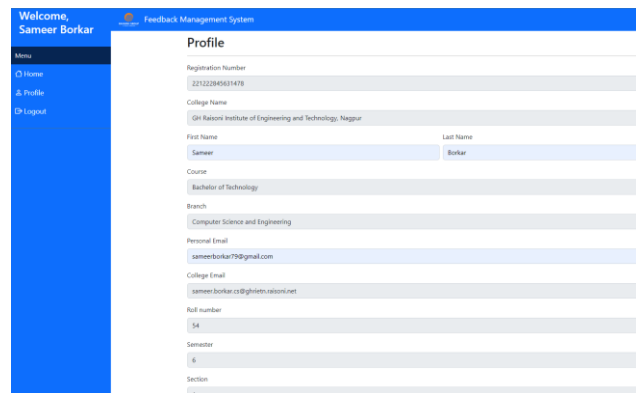 Welcome,
Sameer Borkar
Menu
Home
Profile
Logout
Feedback Management System
Profile
Registration Number
221222845631478
College Name
GH Raisoni Institute of Engineering and Technology, Nagpur
First Name
Last Name
Sameer
Borkar
Course
Bachelor of Technology
Branch
Computer Science and Engineering
Personal Email
sameerborkar79@gmail.com
College Email
sameer.borkar.cs@ghrietn.raisoni.net
Roll number
54
Semester
6
Section